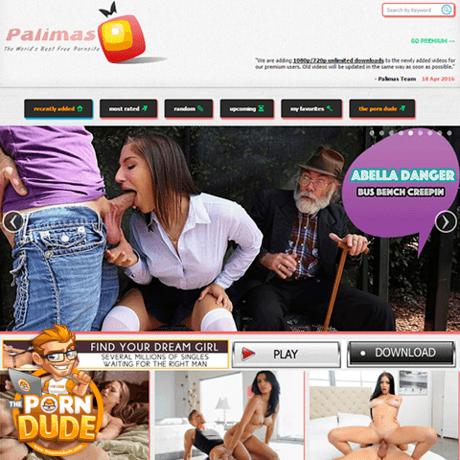 Palimas
The World's Best Free Pornsite
Search by Keyword
GO PREMIUM
"We are adding 1080p/720p unlimited downloads to the newly added videos for
our premium users. Old videos will be updated in the same way as soon as possible."
- Palimas Team 18 Apr 2016
recently added
most rated
random
upcoming
my favorites
the porn dude
ABELLA DANGER
BUS BENCH CREEPIN
FIND YOUR DREAM GIRL
SEVERAL MILLIONS OF SINGLES
WAITING FOR THE RIGHT MAN
PLAY
DOWNLOAD
THE
PORN
DUDE